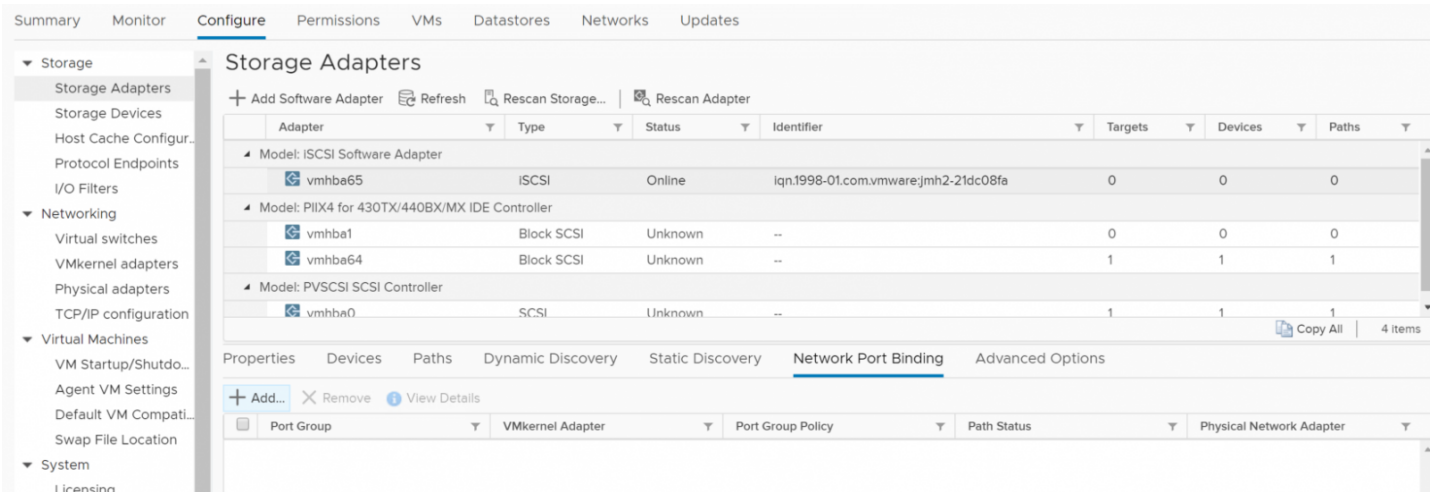 Summary Monitor Configure Permissions VMs Datastores Networks Updates
Storage
Storage Adapters
Storage Devices
Host Cache Configur..
Protocol Endpoints
I/O Filters
Networking
Virtual switches
VMkernel adapters
Physical adapters
TCP/IP configuration
Virtual Machines
VM Startup/Shutdo...
Agent VM Settings
Default VM Compati...
Swap File Location
System
Licensing
Storage Adapters
+ Add Software Adapter Refresh Rescan Storage... Rescan Adapter
Adapter Type Status Identifier Targets Devices Paths
Model: iSCSI Software Adapter
vmhba65 iSCSI Online iqn.1998-01.com.vmware:jmh2-21dc08fa 0 0 0
Model: PIIX4 for 430TX/440BX/MX IDE Controller
vmhba1 Block SCSI Unknown -- 0 0 0
vmhba64 Block SCSI Unknown -- 1 1 1
Model: PVSCSI SCSI Controller
vmhba0 SCSI Unknown -- 1 1 1
Copy All 4 items
Properties Devices Paths Dynamic Discovery Static Discovery Network Port Binding Advanced Options
+ Add... Remove View Details
Port Group VMkernel Adapter Port Group Policy Path Status Physical Network Adapter